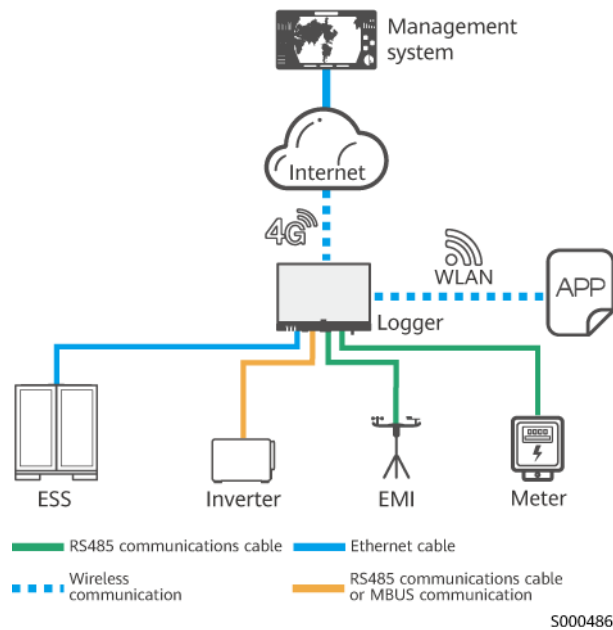 Management
system
Internet
4G
WLAN
APP
Logger
ESS
Inverter
EMI
Meter
RS485 communications cable
Ethernet cable
Wireless
communication
RS485 communications cable
or MBUS communication
S000486